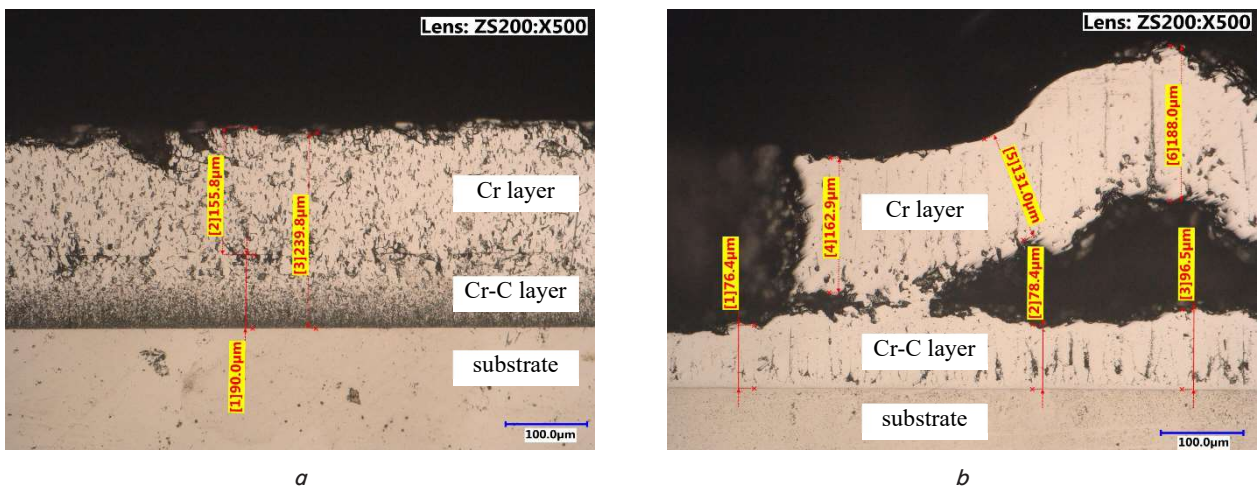 Lens: ZS200:X500
[2]155.8µm
[3]239.8µm
Cr layer
Cr-C layer
[1]90.0µm
substrate
100.0µm
a
Lens: ZS200:X500
[6]188.0µm
[5]131.0µm
[4]162.9µm
Cr layer
[1]76.4µm
[2]78.4µm
[3]96.5µm
Cr-C layer
substrate
100.0µm
b